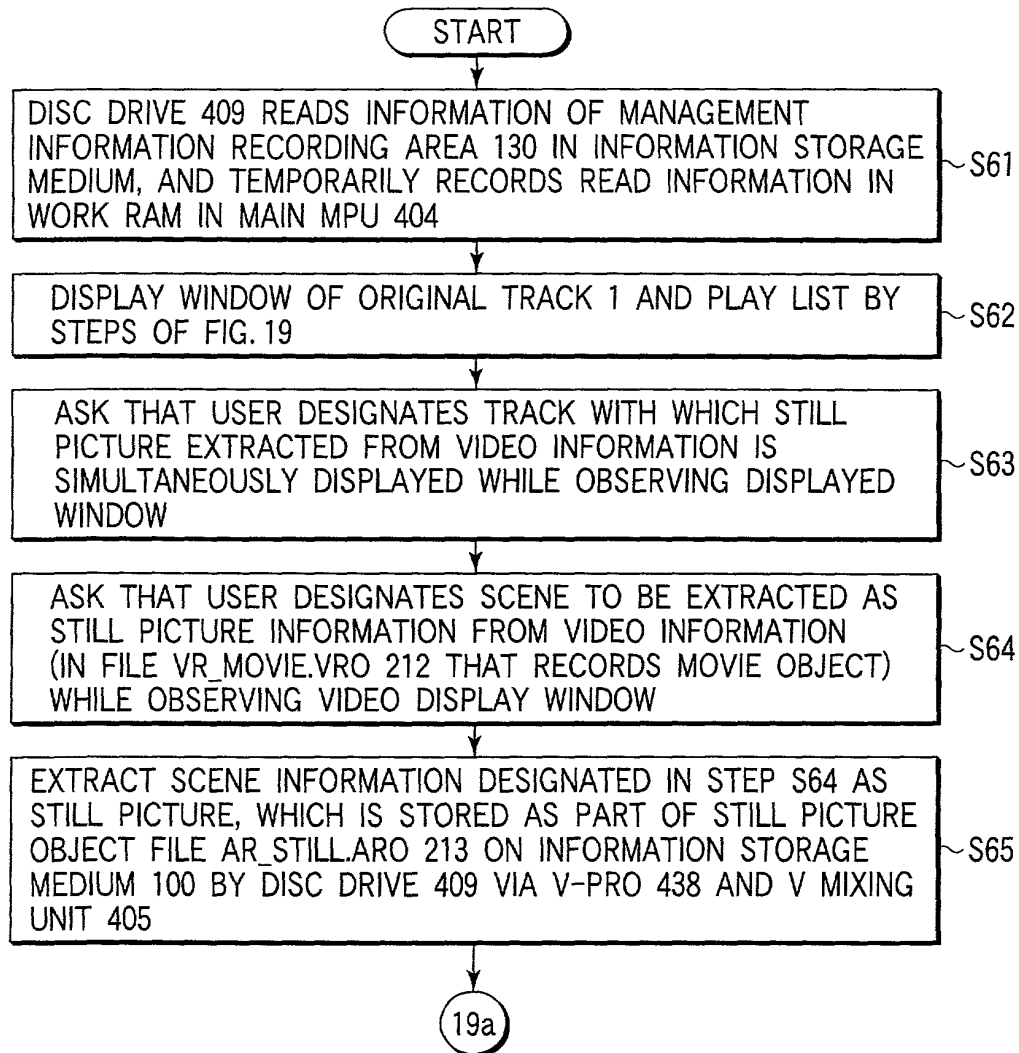 START
DISC DRIVE 409 READS INFORMATION OF MANAGEMENT
INFORMATION RECORDING AREA 130 IN INFORMATION STORAGE
MEDIUM, AND TEMPORARILY RECORDS READ INFORMATION IN
WORK RAM IN MAIN MPU 404
S61
DISPLAY WINDOW OF ORIGINAL TRACK 1 AND PLAY LIST BY
STEPS OF FIG. 19
S62
ASK THAT USER DESIGNATES TRACK WITH WHICH STILL
PICTURE EXTRACTED FROM VIDEO INFORMATION IS
SIMULTANEOUSLY DISPLAYED WHILE OBSERVING DISPLAYED
WINDOW
S63
ASK THAT USER DESIGNATES SCENE TO BE EXTRACTED AS
STILL PICTURE INFORMATION FROM VIDEO INFORMATION
(IN FILE VR_MOVIE.VRO 212 THAT RECORDS MOVIE OBJECT)
WHILE OBSERVING VIDEO DISPLAY WINDOW
S64
EXTRACT SCENE INFORMATION DESIGNATED IN STEP S64 AS
STILL PICTURE, WHICH IS STORED AS PART OF STILL PICTURE
OBJECT FILE AR_STILL.ARO 213 ON INFORMATION STORAGE
MEDIUM 100 BY DISC DRIVE 409 VIA V-PRO 438 AND V MIXING
UNIT 405
S65
19a